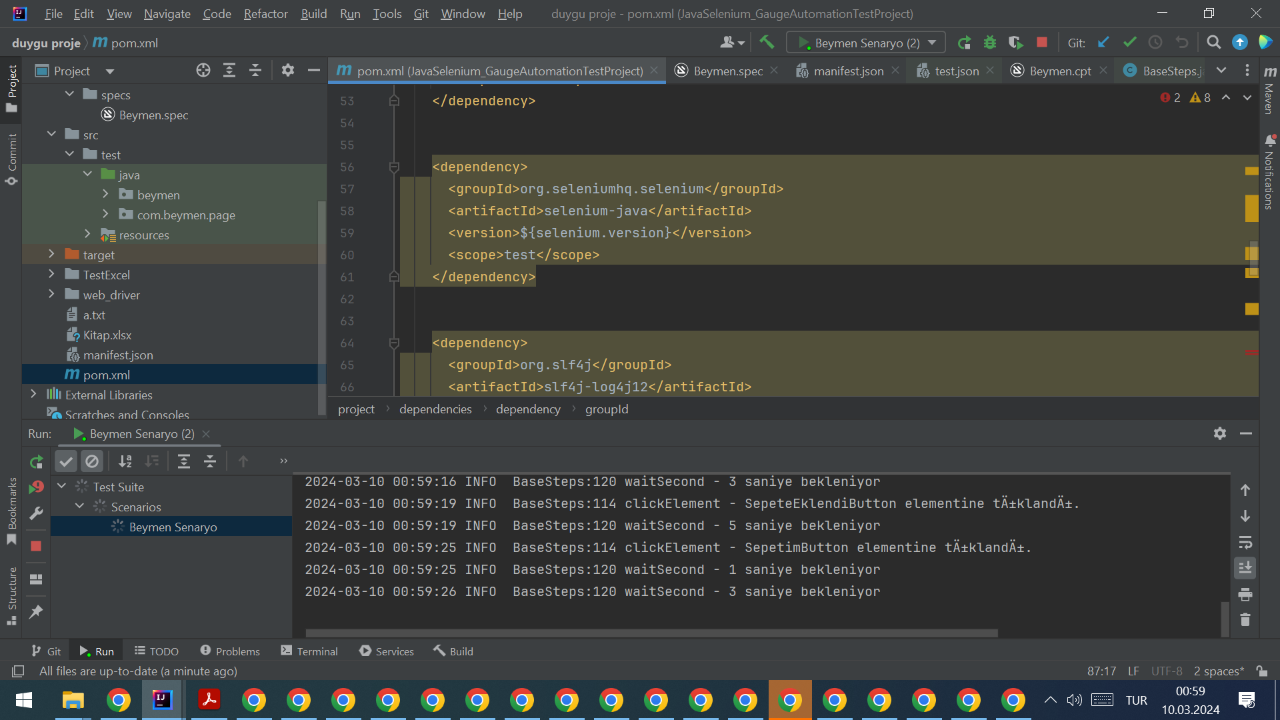 File Edit View Navigate Code Refactor Build Run Tools Git Window Help duygu proje - pom.xml (JavaSelenium_GaugeAutomationTestProject)
duygu proje pom.xml Beymen Senaryo (2) Git:
Project pom.xml (JavaSelenium_GaugeAutomationTestProject) Beymen.spec manifest.json test.json Beymen.cpt BaseSteps.j
Project
Commit
Bookmarks
Structure
Maven
Notifications
specs
Beymen.spec
src
test
java
beymen
com.beymen.page
resources
target
TestExcel
web_driver
a.txt
Kitap.xlsx
manifest.json
pom.xml
External Libraries
Scratches and Consoles
2 8
53 </dependency>
54
55
56 <dependency>
57 <groupId>org.seleniumhq.selenium</groupId>
58 <artifactId>selenium-java</artifactId>
59 <version>${selenium.version}</version>
60 <scope>test</scope>
61 </dependency>
62
63
64 <dependency>
65 <groupId>org.slf4j</groupId>
66 <artifactId>slf4j-log4j12</artifactId>
project dependencies dependency groupId
Run: Beymen Senaryo (2)
Test Suite
Scenarios
Beymen Senaryo
2024-03-10 00:59:16 INFO BaseSteps:120 waitSecond - 3 saniye bekleniyor
2024-03-10 00:59:19 INFO BaseSteps:114 clickElement - SepeteEklendiButton elementine tÄ±klandÄ±.
2024-03-10 00:59:19 INFO BaseSteps:120 waitSecond - 5 saniye bekleniyor
2024-03-10 00:59:25 INFO BaseSteps:114 clickElement - SepetimButton elementine tÄ±klandÄ±.
2024-03-10 00:59:25 INFO BaseSteps:120 waitSecond - 1 saniye bekleniyor
2024-03-10 00:59:26 INFO BaseSteps:120 waitSecond - 3 saniye bekleniyor
Git Run TODO Problems Terminal Services Build
All files are up-to-date (a minute ago) 87:17 LF UTF-8 2 spaces*
TUR 00:59
10.03.2024